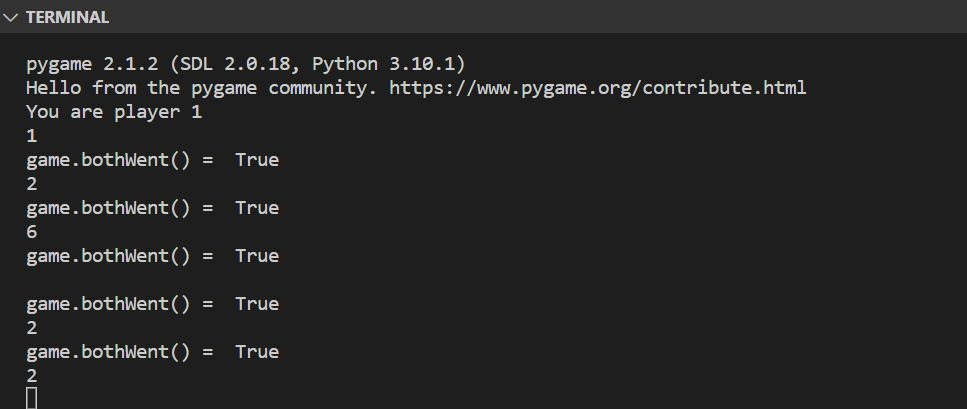 TERMINAL
pygame 2.1.2 (SDL 2.0.18, Python 3.10.1)
Hello from the pygame community. https://www.pygame.org/contribute.html
You are player 1
1
game.bothWent() =  True
2
game.bothWent() =  True
6
game.bothWent() =  True

game.bothWent() =  True
2
game.bothWent() =  True
2